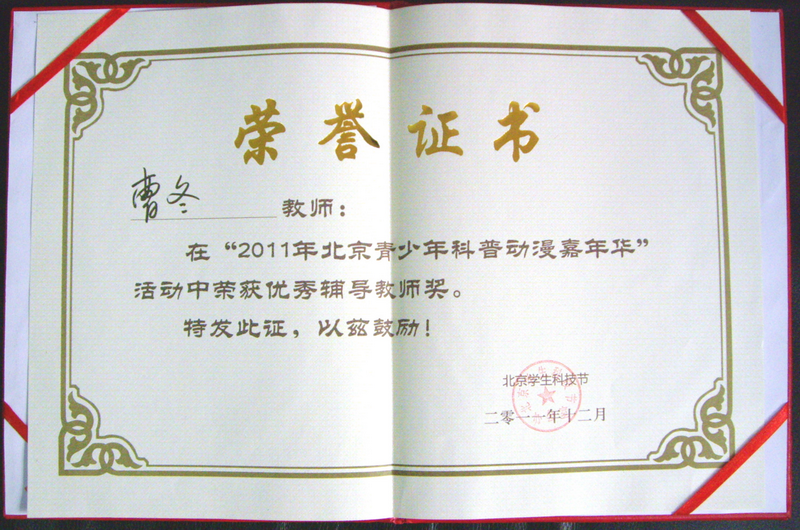 荣誉证书
曹冬 教师：
在“2011年北京青少年科普动漫嘉年华”
活动中荣获优秀辅导教师奖。
特发此证，以兹鼓励！
北京学生科技节
二零一一年十二月